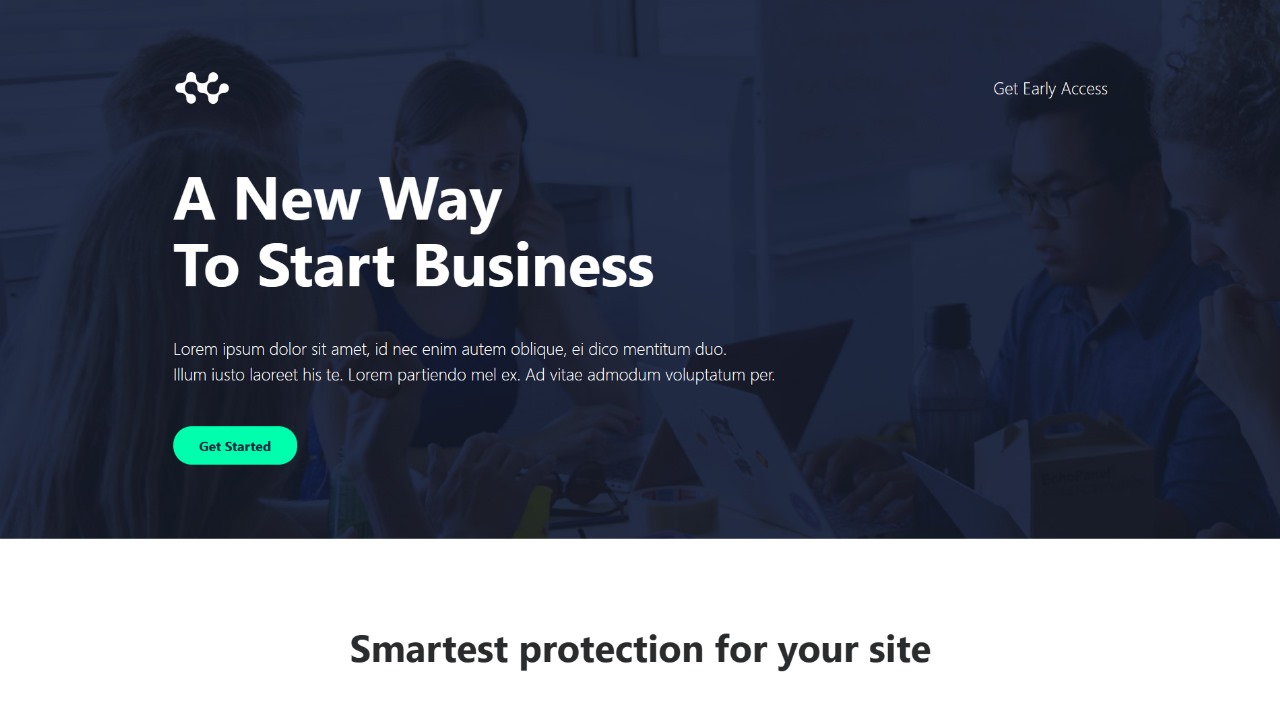 Get Early Access
A New Way
To Start Business
Lorem ipsum dolor sit amet, id nec enim autem oblique, ei dico mentitum duo.
Illum iusto laoreet his te. Lorem partiendo mel ex. Ad vitae admodum voluptatum per.
Get Started
Smartest protection for your site